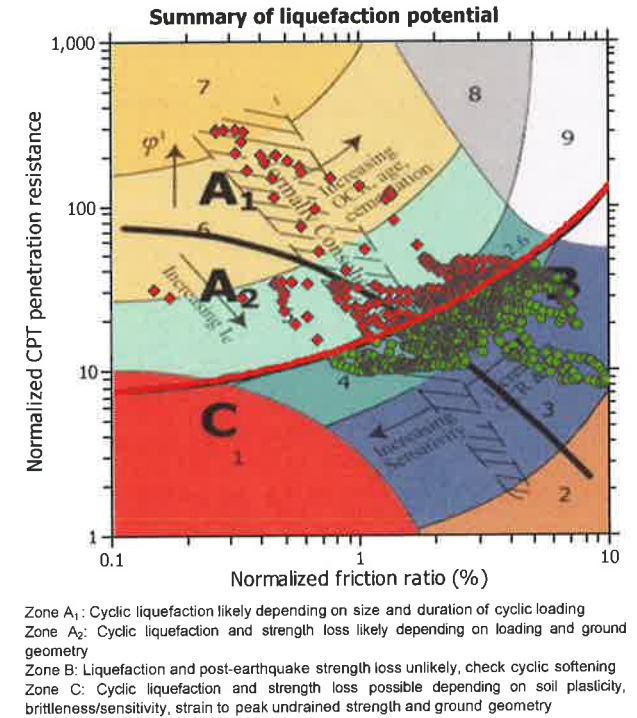 Summary of liquefaction potential
Normalized CPT penetration resistance
1,000
100
10
1
7
8
9
φ'
Increasing
OCR, age,
cementation
A1
Normally Consoli
6
2.6
A2
B
Increasing Ic
4
C
1
3
Increasing
Sensitivity
2
0.1
1
10
Normalized friction ratio (%)
Zone A1: Cyclic liquefaction likely depending on size and duration of cyclic loading
Zone A2: Cyclic liquefaction and strength loss likely depending on loading and ground
geometry
Zone B: Liquefaction and post-earthquake strength loss unlikely, check cyclic softening
Zone C: Cyclic liquefaction and strength loss possible depending on soil plasticity,
brittleness/sensitivity, strain to peak undrained strength and ground geometry